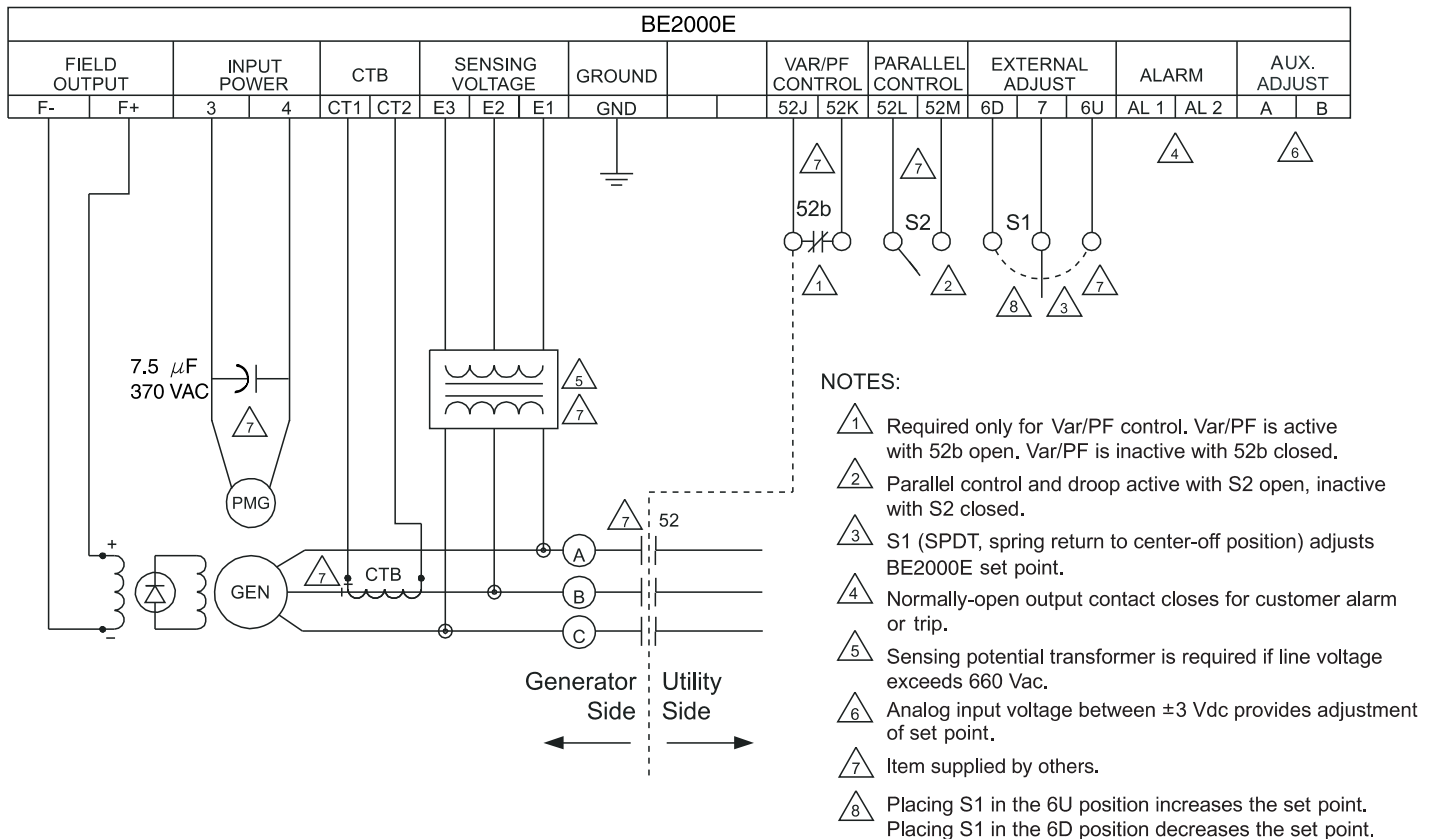 BE2000E
FIELD OUTPUT
INPUT POWER
CTB
SENSING VOLTAGE
GROUND
VAR/PF CONTROL
PARALLEL CONTROL
EXTERNAL ADJUST
ALARM
AUX. ADJUST
F- F+ 3 4 CT1 CT2 E3 E2 E1 GND 52J 52K 52L 52M 6D 7 6U AL 1 AL 2 A B
7 7 4 6
52b S2 S1
1 2 8 3 7
7.5 μF
370 VAC
7
5
7
PMG
+
–
GEN
7
±
CTB
A
B
C
7 52
Generator Side
Utility Side
NOTES:
1 Required only for Var/PF control. Var/PF is active
with 52b open. Var/PF is inactive with 52b closed.
2 Parallel control and droop active with S2 open, inactive
with S2 closed.
3 S1 (SPDT, spring return to center-off position) adjusts
BE2000E set point.
4 Normally-open output contact closes for customer alarm
or trip.
5 Sensing potential transformer is required if line voltage
exceeds 660 Vac.
6 Analog input voltage between ±3 Vdc provides adjustment
of set point.
7 Item supplied by others.
8 Placing S1 in the 6U position increases the set point.
Placing S1 in the 6D position decreases the set point.